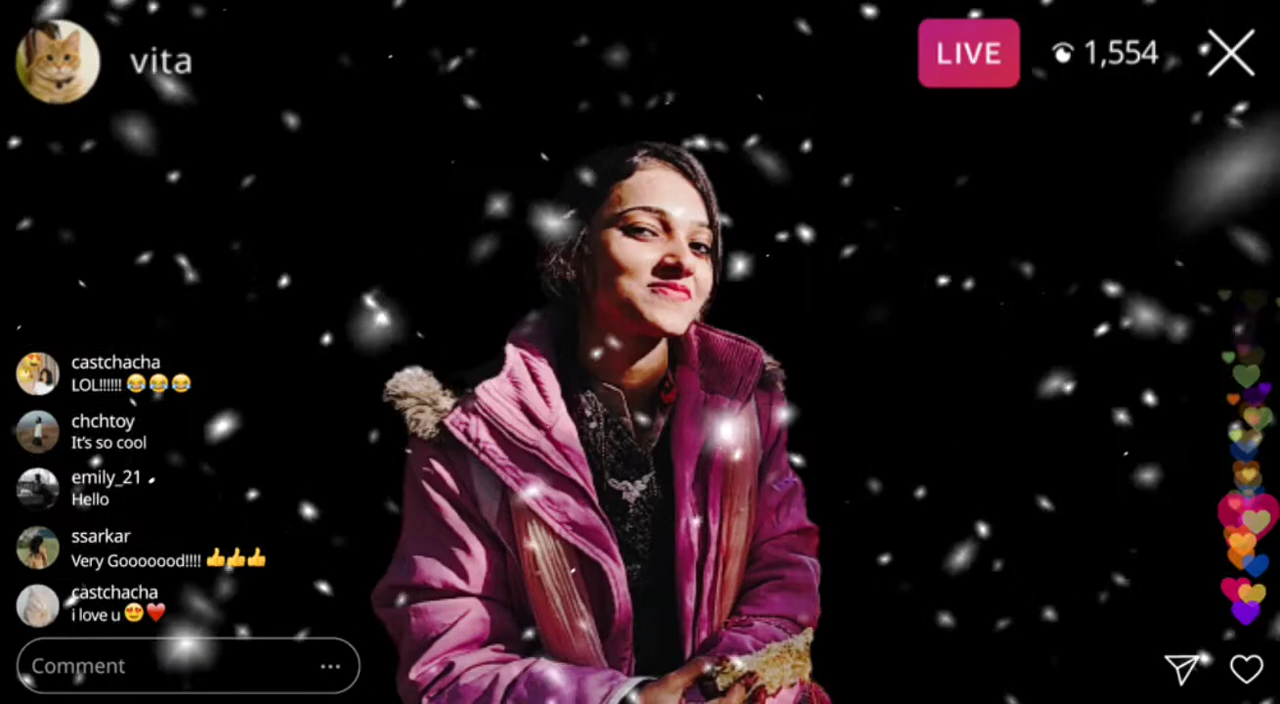 vita
LIVE
1,554
castchacha
LOL!!!!!! 😂😂😂
chchtoy
It's so cool
emily_21
Hello
ssarkar
Very Gooooood!!!! 👍👍👍
castchacha
i love u 😍❤️
Comment